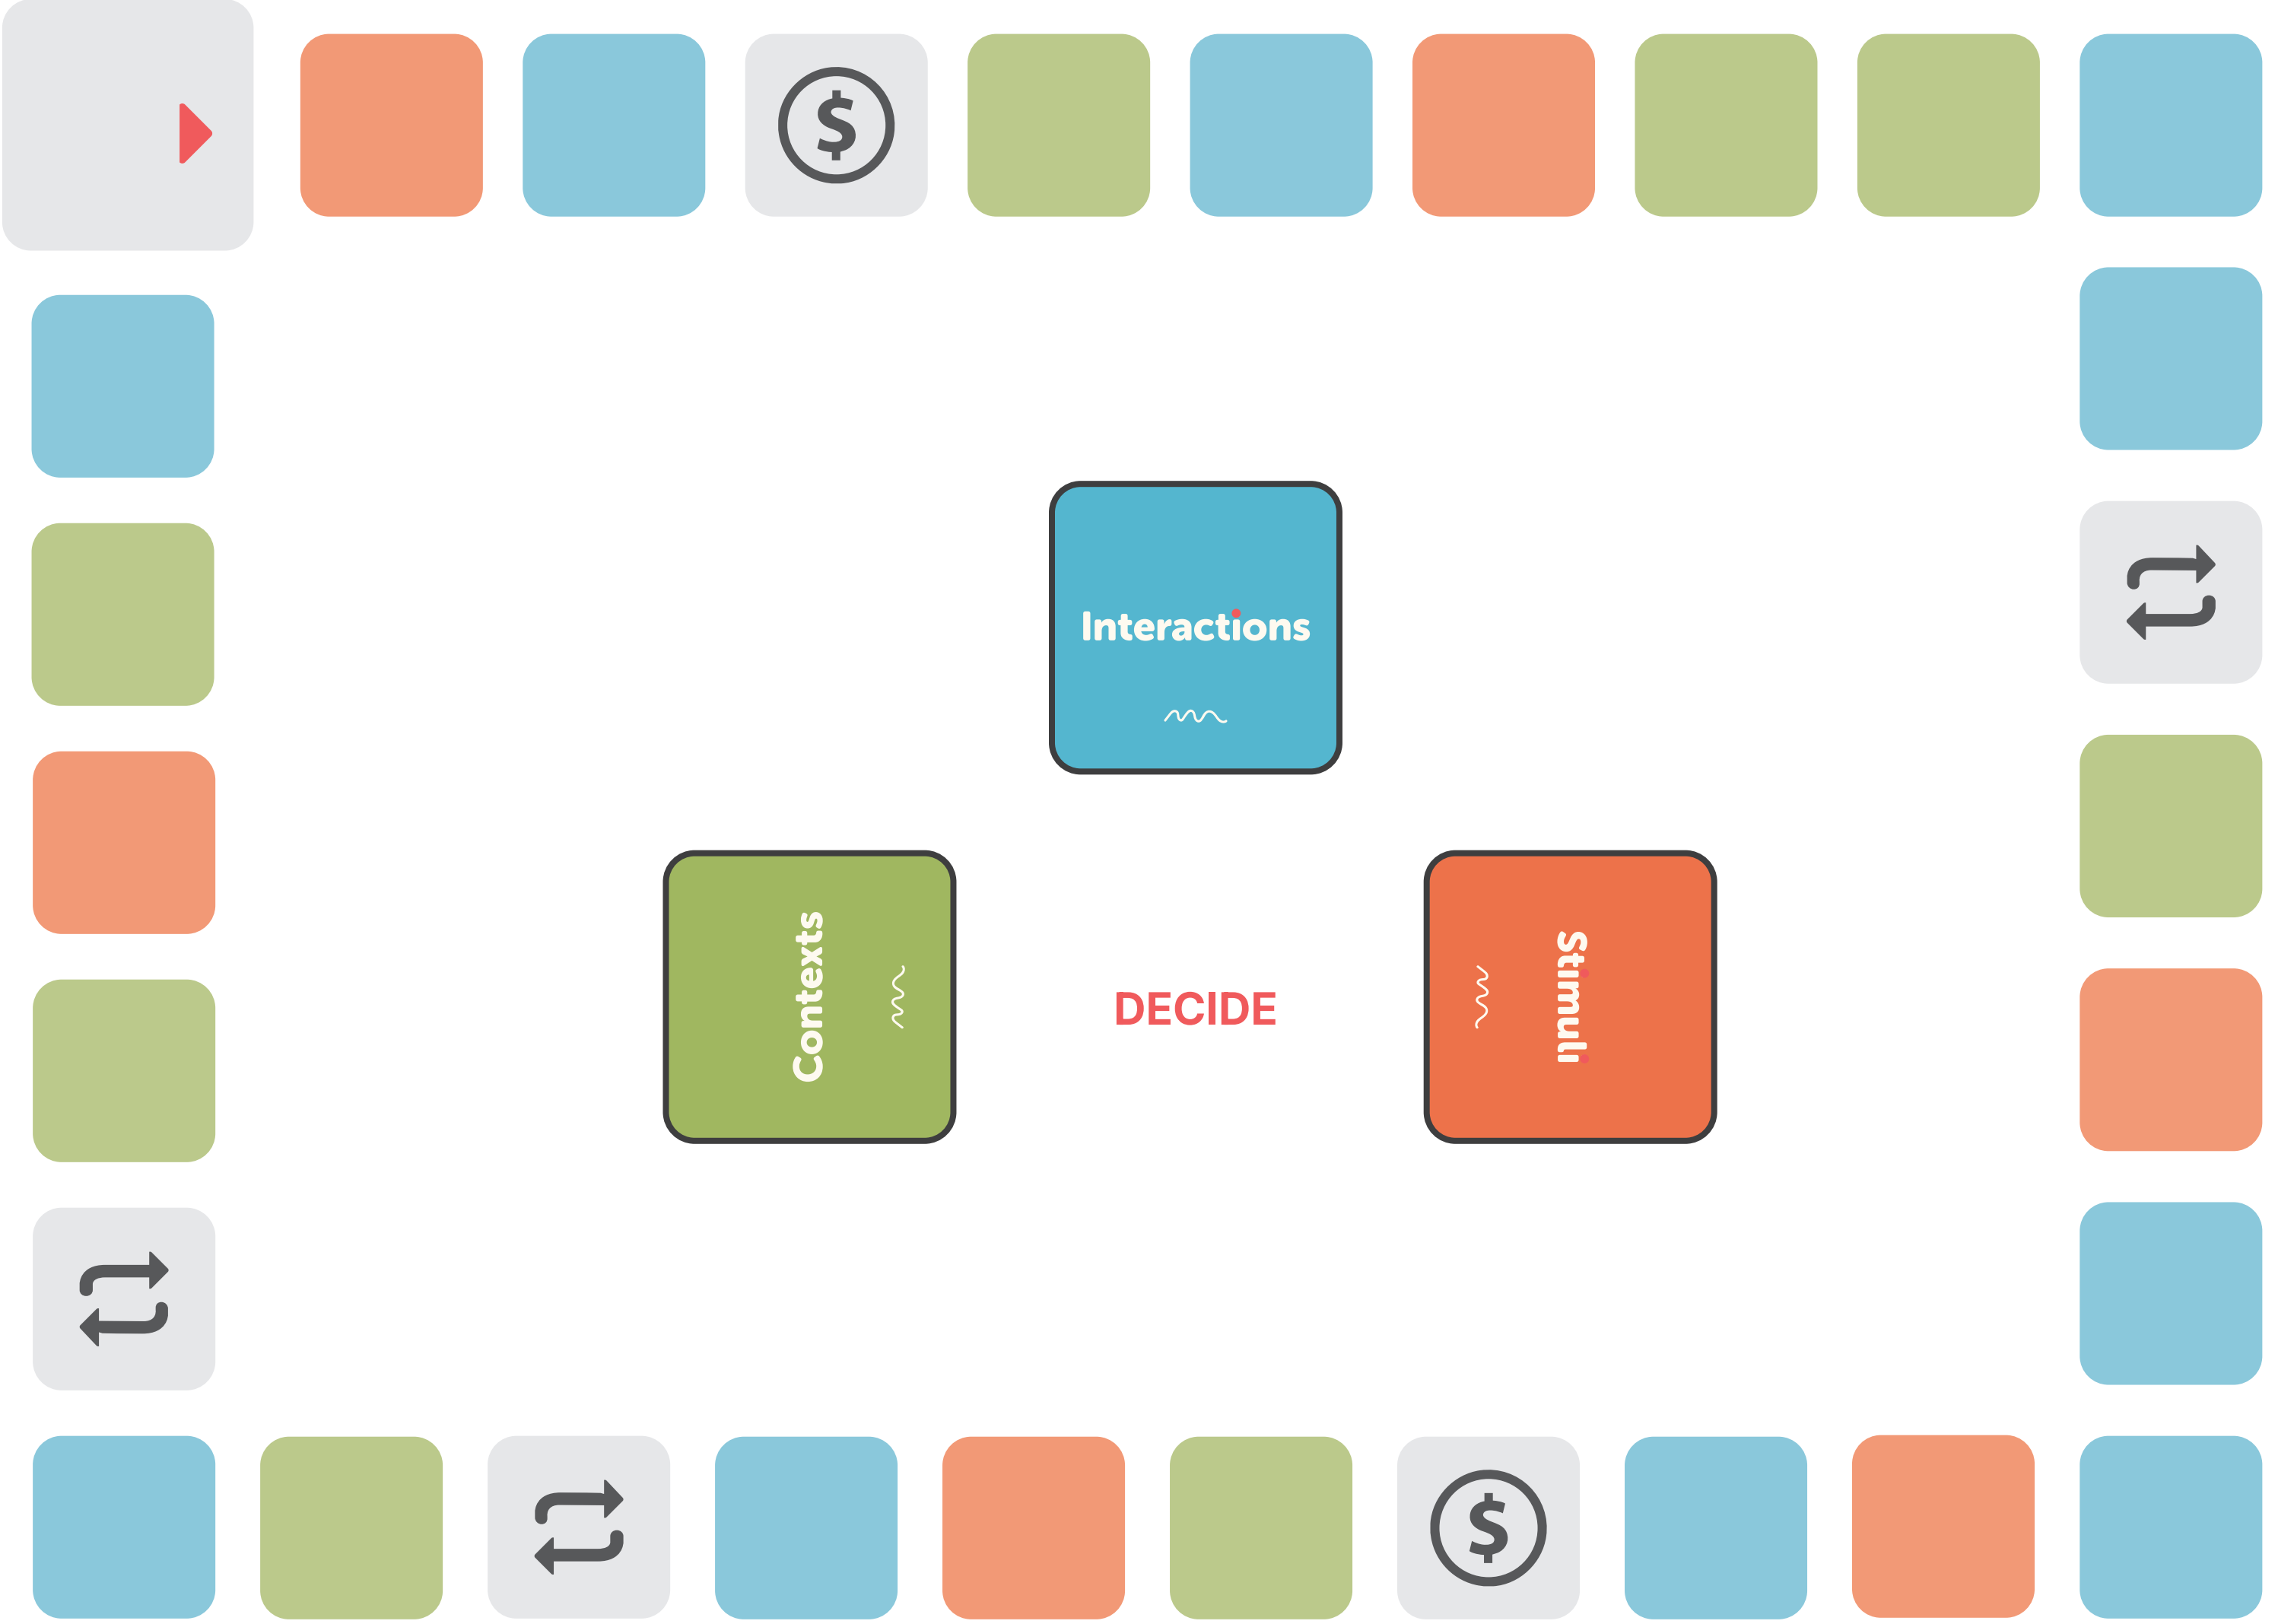 Interactions
Contexts
DECIDE
Stimuli
$
$